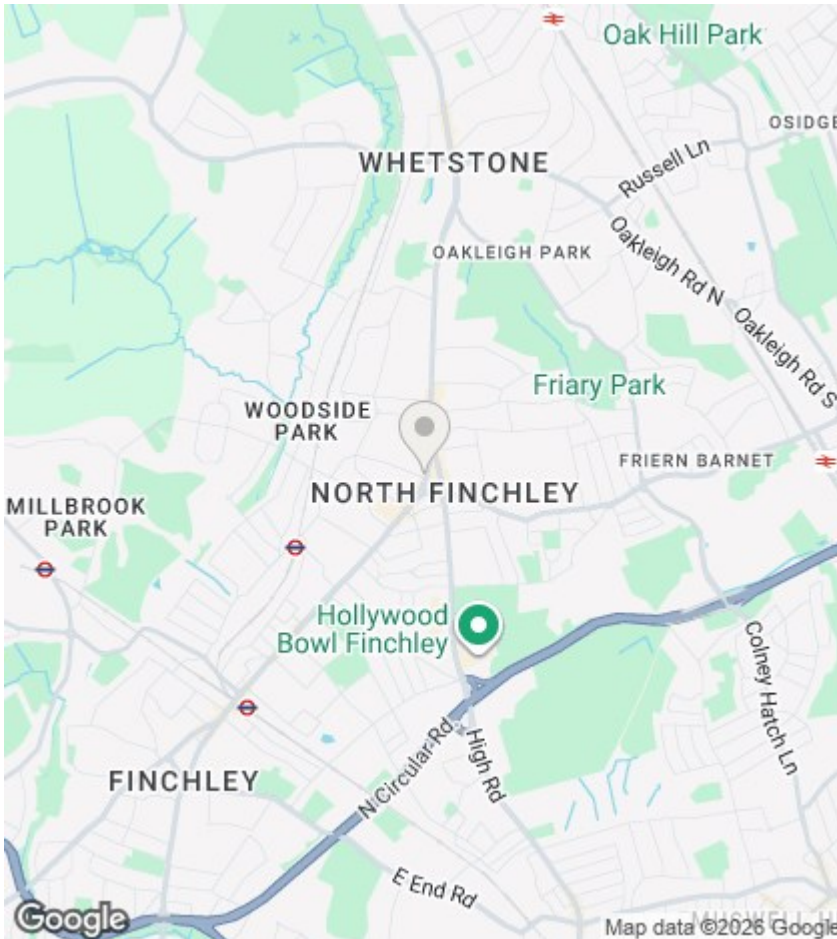 Oak Hill Park
OSIDGE
WHETSTONE
Russell Ln
OAKLEIGH PARK
Oakleigh Rd N
Oakleigh Rd S
Friary Park
WOODSIDE
PARK
FRIERN BARNET
NORTH FINCHLEY
MILLBROOK
PARK
Hollywood
Bowl Finchley
Colney Hatch Ln
N Circular Rd
High Rd
FINCHLEY
E End Rd
Google
Map data ©2026 Google